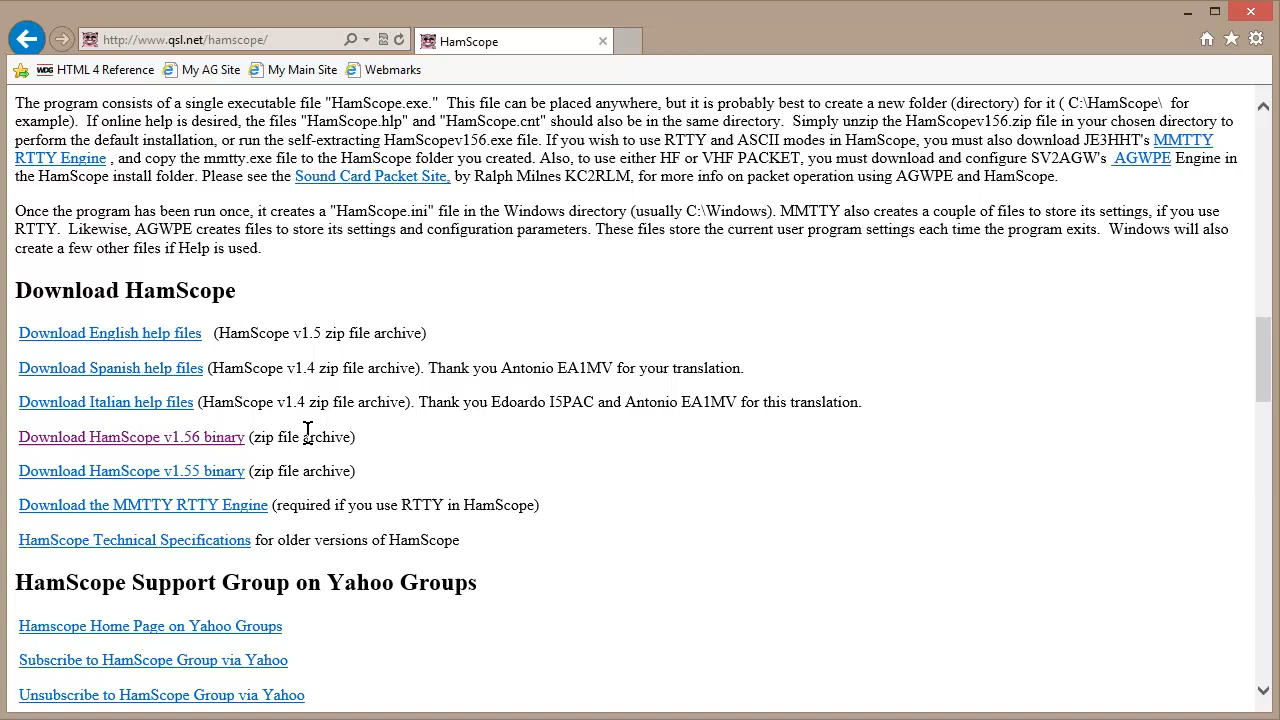 http://www.qsl.net/hamscope/
HamScope
HTML 4 Reference My AG Site My Main Site Webmarks
The program consists of a single executable file "HamScope.exe." This file can be placed anywhere, but it is probably best to create a new folder (directory) for it ( C:\HamScope\ for
example). If online help is desired, the files "HamScope.hlp" and "HamScope.cnt" should also be in the same directory. Simply unzip the HamScopev156.zip file in your chosen directory to
perform the default installation, or run the self-extracting HamScopev156.exe file. If you wish to use RTTY and ASCII modes in HamScope, you must also download JE3HHT's MMTTY
RTTY Engine , and copy the mmtty.exe file to the HamScope folder you created. Also, to use either HF or VHF PACKET, you must download and configure SV2AGW's AGWPE Engine in
the HamScope install folder. Please see the Sound Card Packet Site, by Ralph Milnes KC2RLM, for more info on packet operation using AGWPE and HamScope.
Once the program has been run once, it creates a "HamScope.ini" file in the Windows directory (usually C:\Windows). MMTTY also creates a couple of files to store its settings, if you use
RTTY. Likewise, AGWPE creates files to store its settings and configuration parameters. These files store the current user program settings each time the program exits. Windows will also
create a few other files if Help is used.
Download HamScope
Download English help files (HamScope v1.5 zip file archive)
Download Spanish help files (HamScope v1.4 zip file archive). Thank you Antonio EA1MV for your translation.
Download Italian help files (HamScope v1.4 zip file archive). Thank you Edoardo I5PAC and Antonio EA1MV for this translation.
Download HamScope v1.56 binary (zip file archive)
Download HamScope v1.55 binary (zip file archive)
Download the MMTTY RTTY Engine (required if you use RTTY in HamScope)
HamScope Technical Specifications for older versions of HamScope
HamScope Support Group on Yahoo Groups
Hamscope Home Page on Yahoo Groups
Subscribe to HamScope Group via Yahoo
Unsubscribe to HamScope Group via Yahoo